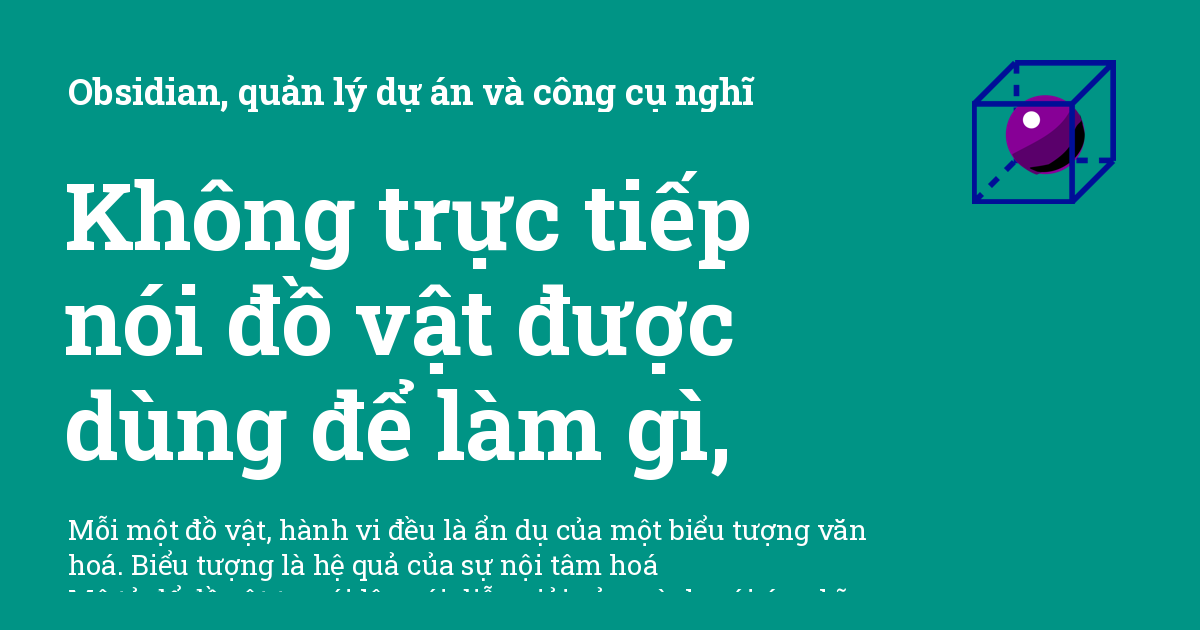 Obsidian, quản lý dự án và công cụ nghĩ
Không trực tiếp
nói đồ vật được
dùng để làm gì,
Mỗi một đồ vật, hành vi đều là ẩn dụ của một biểu tượng văn
hoá. Biểu tượng là hệ quả của sự nội tâm hoá